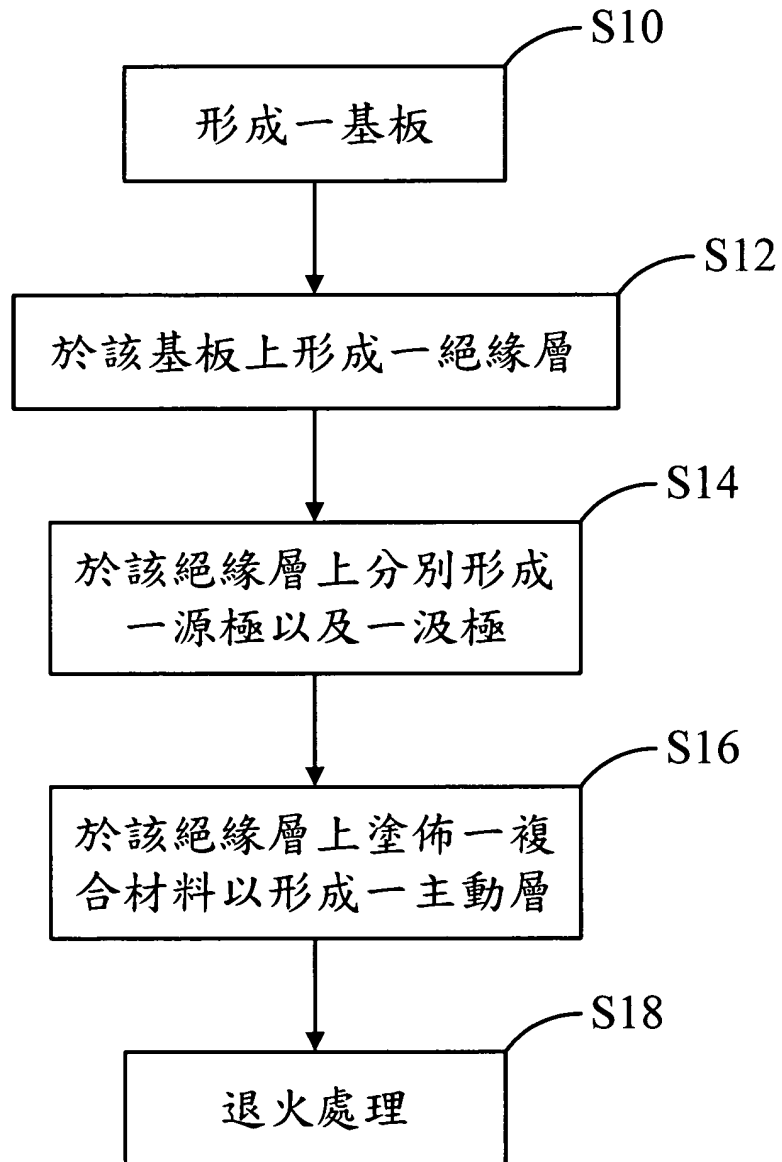 S10
形成一基板
S12
於該基板上形成一絕緣層
S14
於該絕緣層上分別形成
一源極以及一汲極
S16
於該絕緣層上塗佈一複
合材料以形成一主動層
S18
退火處理